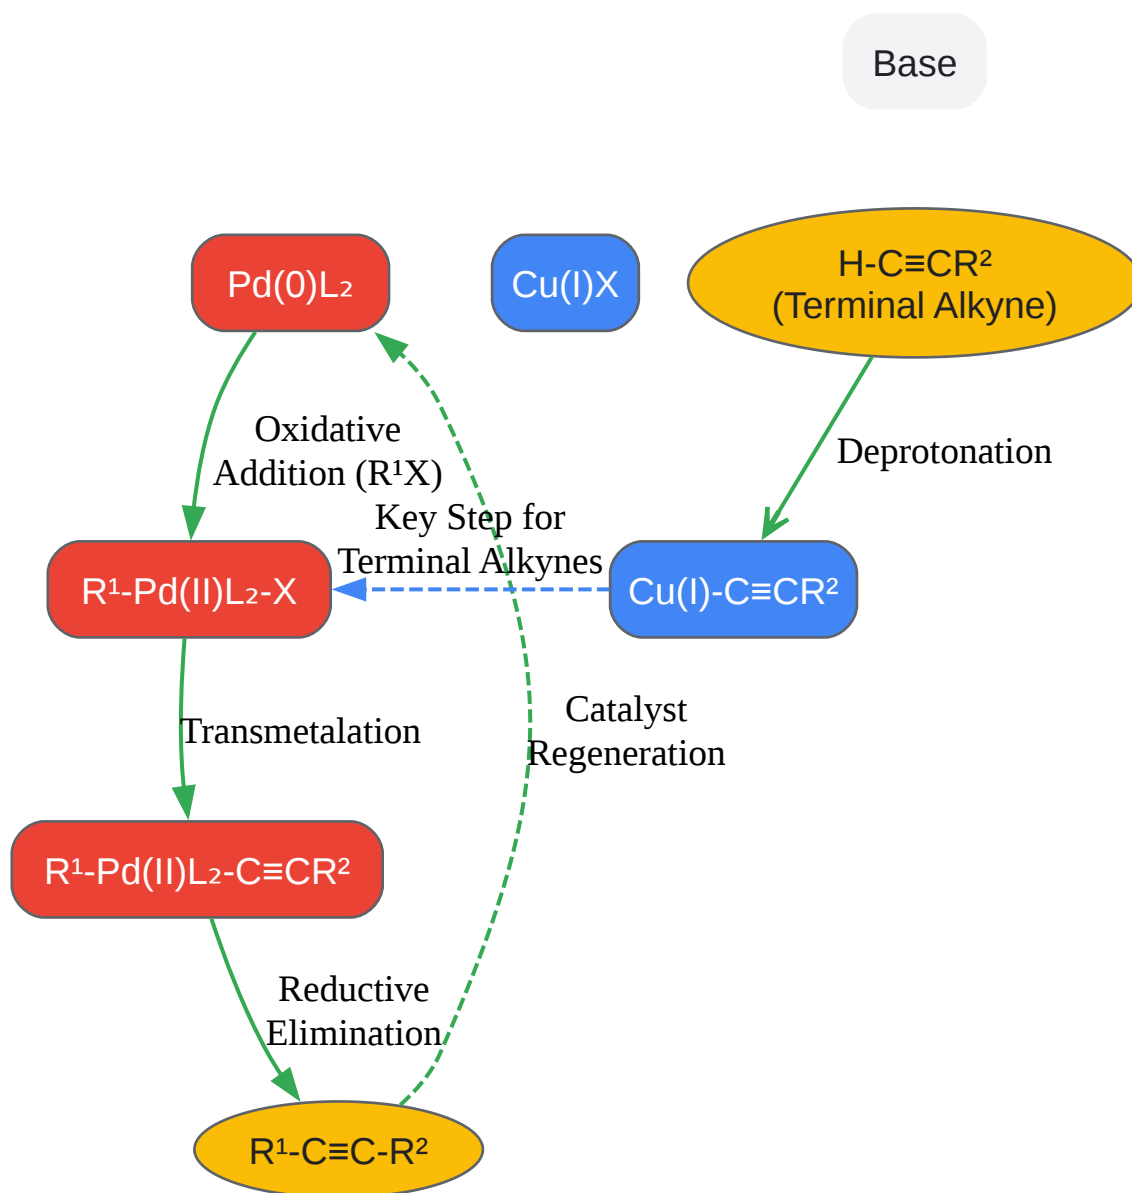 Base
Pd(0)L₂
Cu(I)X
H-C≡CR²
(Terminal Alkyne)
Oxidative
Addition (R¹X)
Deprotonation
Key Step for
Terminal Alkynes
R¹-Pd(II)L₂-X
Cu(I)-C≡CR²
Transmetalation
Catalyst
Regeneration
R¹-Pd(II)L₂-C≡CR²
Reductive
Elimination
R¹-C≡C-R²